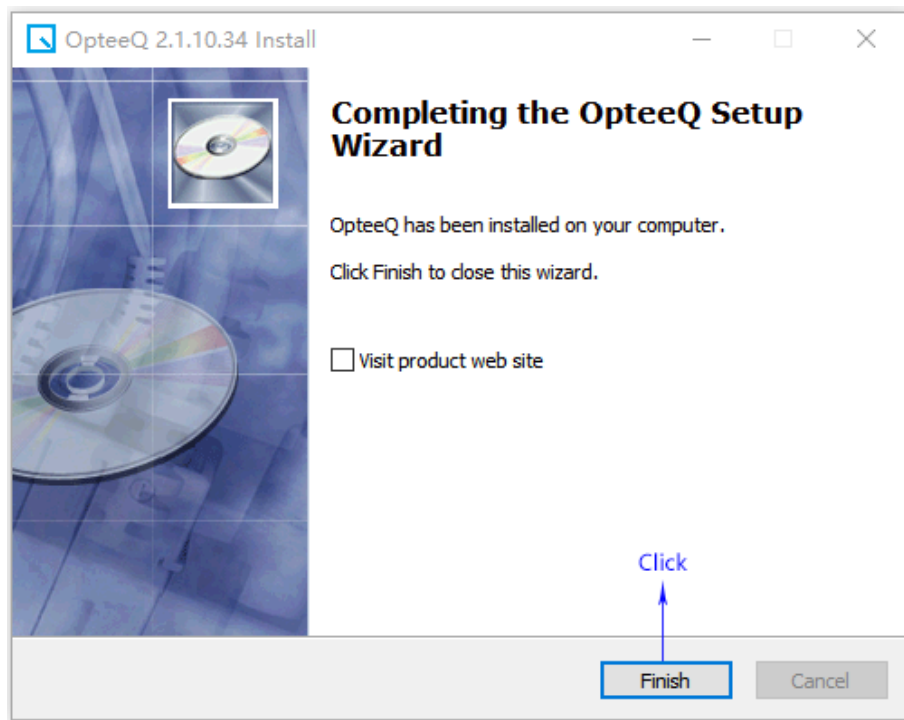 OpteeQ 2.1.10.34 Install
Completing the OpteeQ Setup
Wizard
OpteeQ has been installed on your computer.
Click Finish to close this wizard.
Visit product web site
Click
Finish
Cancel